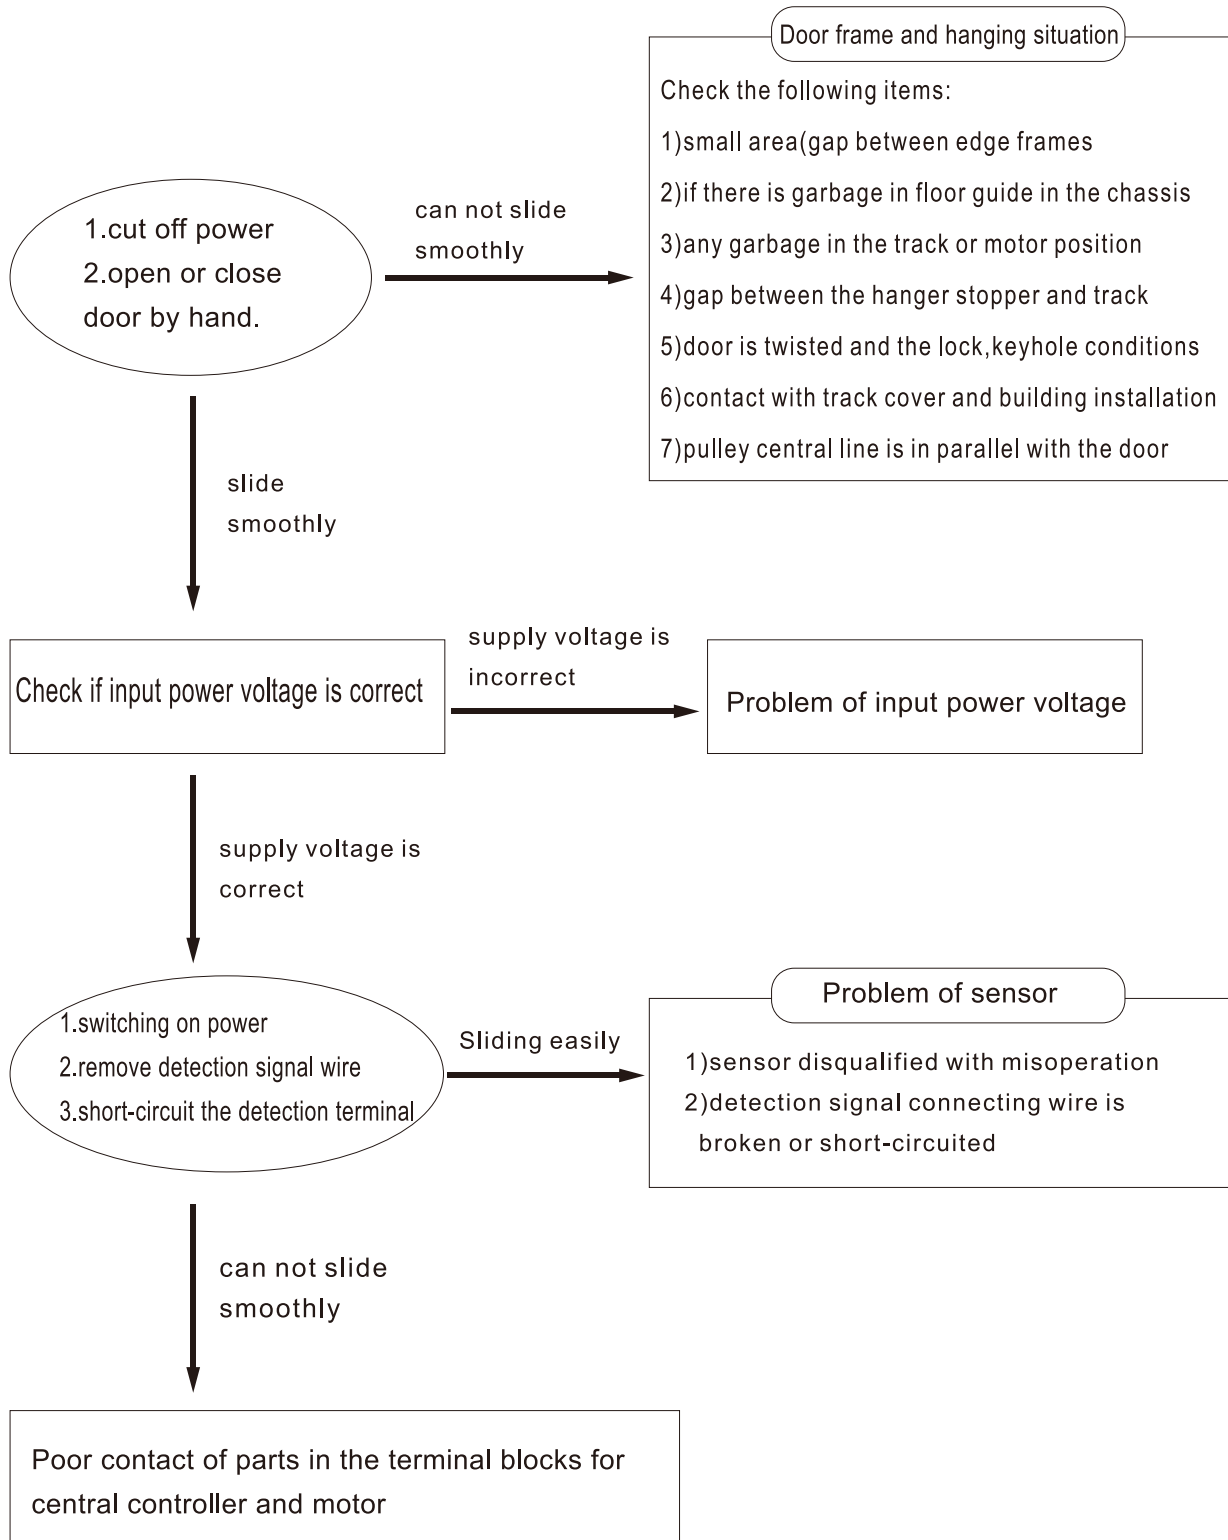 Door frame and hanging situation
Check the following items:
1)small area(gap between edge frames
2)if there is garbage in floor guide in the chassis
3)any garbage in the track or motor position
4)gap between the hanger stopper and track
5)door is twisted and the lock,keyhole conditions
6)contact with track cover and building installation
7)pulley central line is in parallel with the door
1.cut off power
2.open or close
door by hand.
can not slide
smoothly
slide
smoothly
Check if input power voltage is correct
supply voltage is
incorrect
Problem of input power voltage
supply voltage is
correct
1.switching on power
2.remove detection signal wire
3.short-circuit the detection terminal
Sliding easily
Problem of sensor
1)sensor disqualified with misoperation
2)detection signal connecting wire is
broken or short-circuited
can not slide
smoothly
Poor contact of parts in the terminal blocks for
central controller and motor